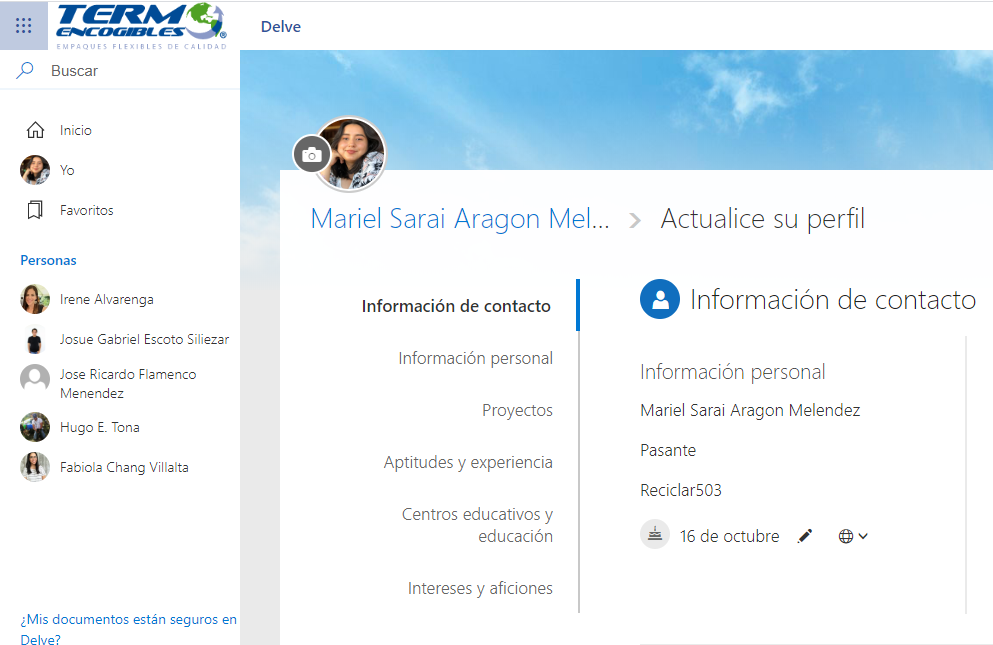 TERMO
ENCOGIBLES®
EMPAQUES FLEXIBLES DE CALIDAD
Delve
Buscar
Inicio
Yo
Favoritos
Personas
Irene Alvarenga
Josue Gabriel Escoto Siliezar
Jose Ricardo Flamenco
Menendez
Hugo E. Tona
Fabiola Chang Villalta
¿Mis documentos están seguros en
Delve?
Mariel Sarai Aragon Mel... > Actualice su perfil
Información de contacto
Información personal
Proyectos
Aptitudes y experiencia
Centros educativos y
educación
Intereses y aficiones
Información de contacto
Información personal
Mariel Sarai Aragon Melendez
Pasante
Reciclar503
16 de octubre